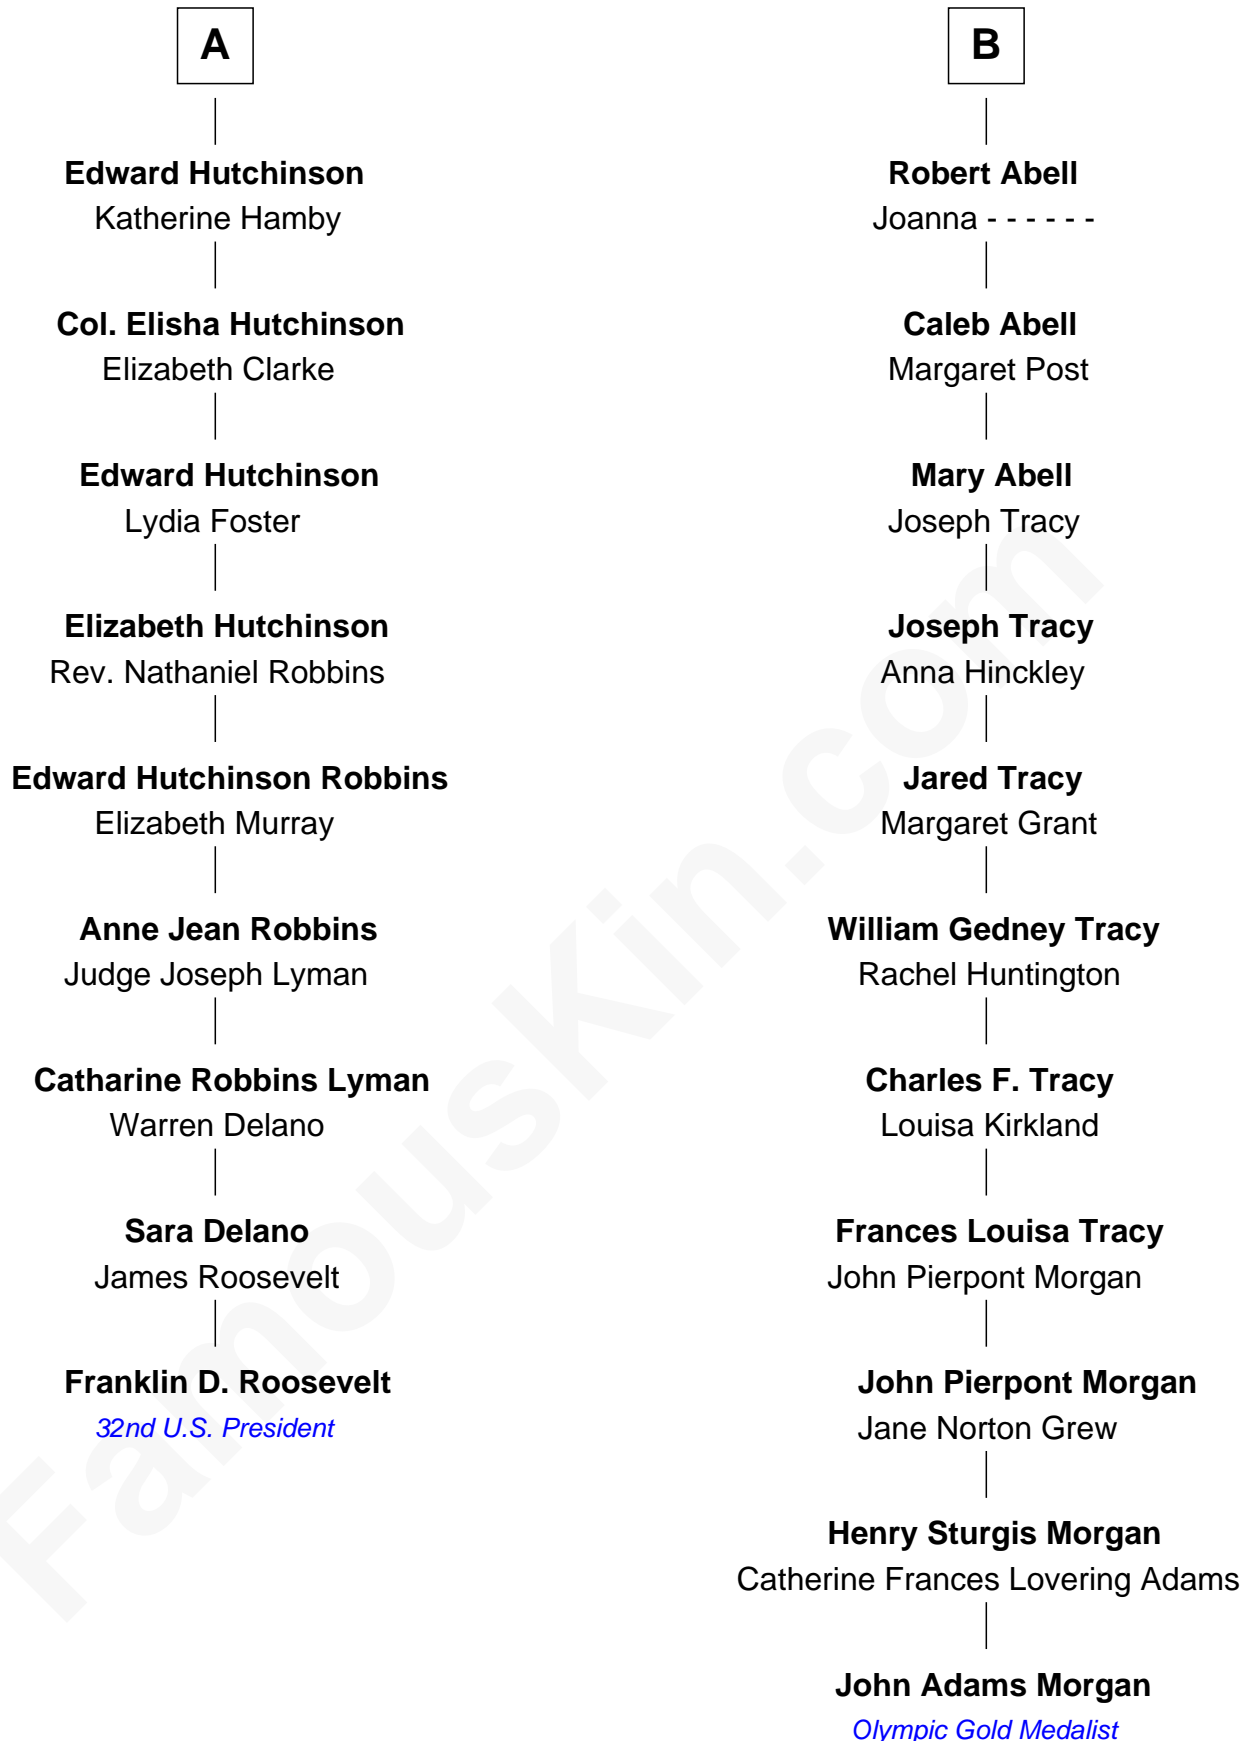 A
Edward Hutchinson
Katherine Hamby
Col. Elisha Hutchinson
Elizabeth Clarke
Edward Hutchinson
Lydia Foster
Elizabeth Hutchinson
Rev. Nathaniel Robbins
Edward Hutchinson Robbins
Elizabeth Murray
Anne Jean Robbins
Judge Joseph Lyman
Catharine Robbins Lyman
Warren Delano
Sara Delano
James Roosevelt
Franklin D. Roosevelt
32nd U.S. President
B
Robert Abell
Joanna - - - - - -
Caleb Abell
Margaret Post
Mary Abell
Joseph Tracy
Joseph Tracy
Anna Hinckley
Jared Tracy
Margaret Grant
William Gedney Tracy
Rachel Huntington
Charles F. Tracy
Louisa Kirkland
Frances Louisa Tracy
John Pierpont Morgan
John Pierpont Morgan
Jane Norton Grew
Henry Sturgis Morgan
Catherine Frances Lovering Adams
John Adams Morgan
Olympic Gold Medalist
FamousKin.com